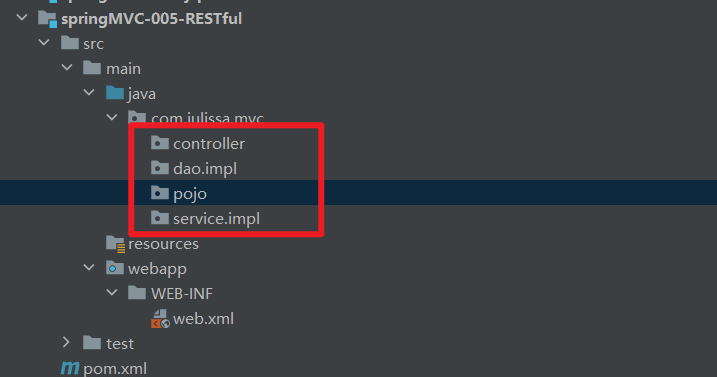 springMVC-005-RESTful
src
main
java
com.julissa.mvc
controller
dao.impl
pojo
service.impl
resources
webapp
WEB-INF
web.xml
test
pom.xml